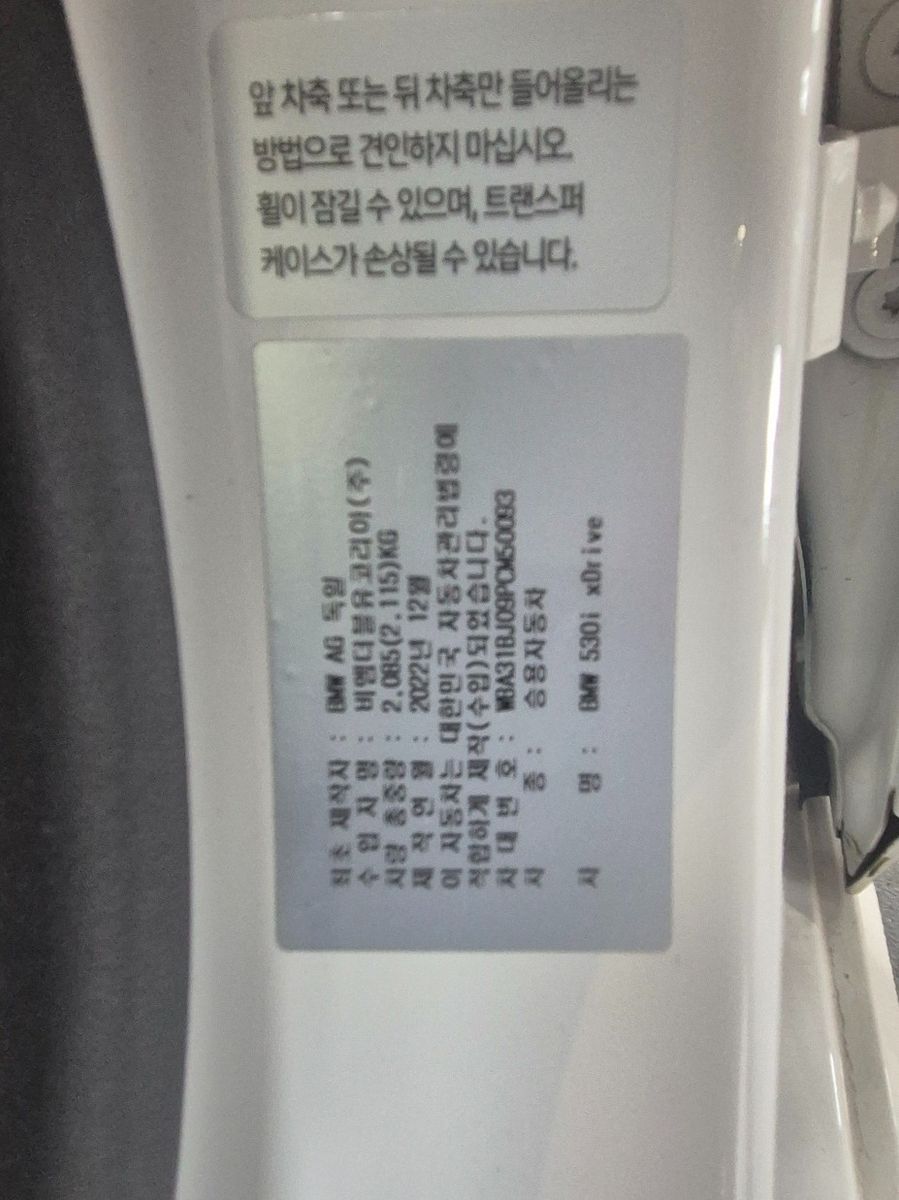 앞 차축 또는 뒤 차축만 들어올리는
방법으로 견인하지 마십시오.
휠이 잠길 수 있으며, 트랜스퍼
케이스가 손상될 수 있습니다.
최초 제작자 : BMW AG 독일
수 입 자 명 : 비엠더블유코리아(주)
차량 총중량 : 2,085(2,115)KG
제 작 연 월 : 2022년 12월
이 자동차는 대한민국 자동차관리법령에
적합하게 제작(수입)되었습니다.
차 대 번 호 : WBA31BJ09PCM50093
차 종 : 승용자동차
차 명 : BMW 530i xDrive